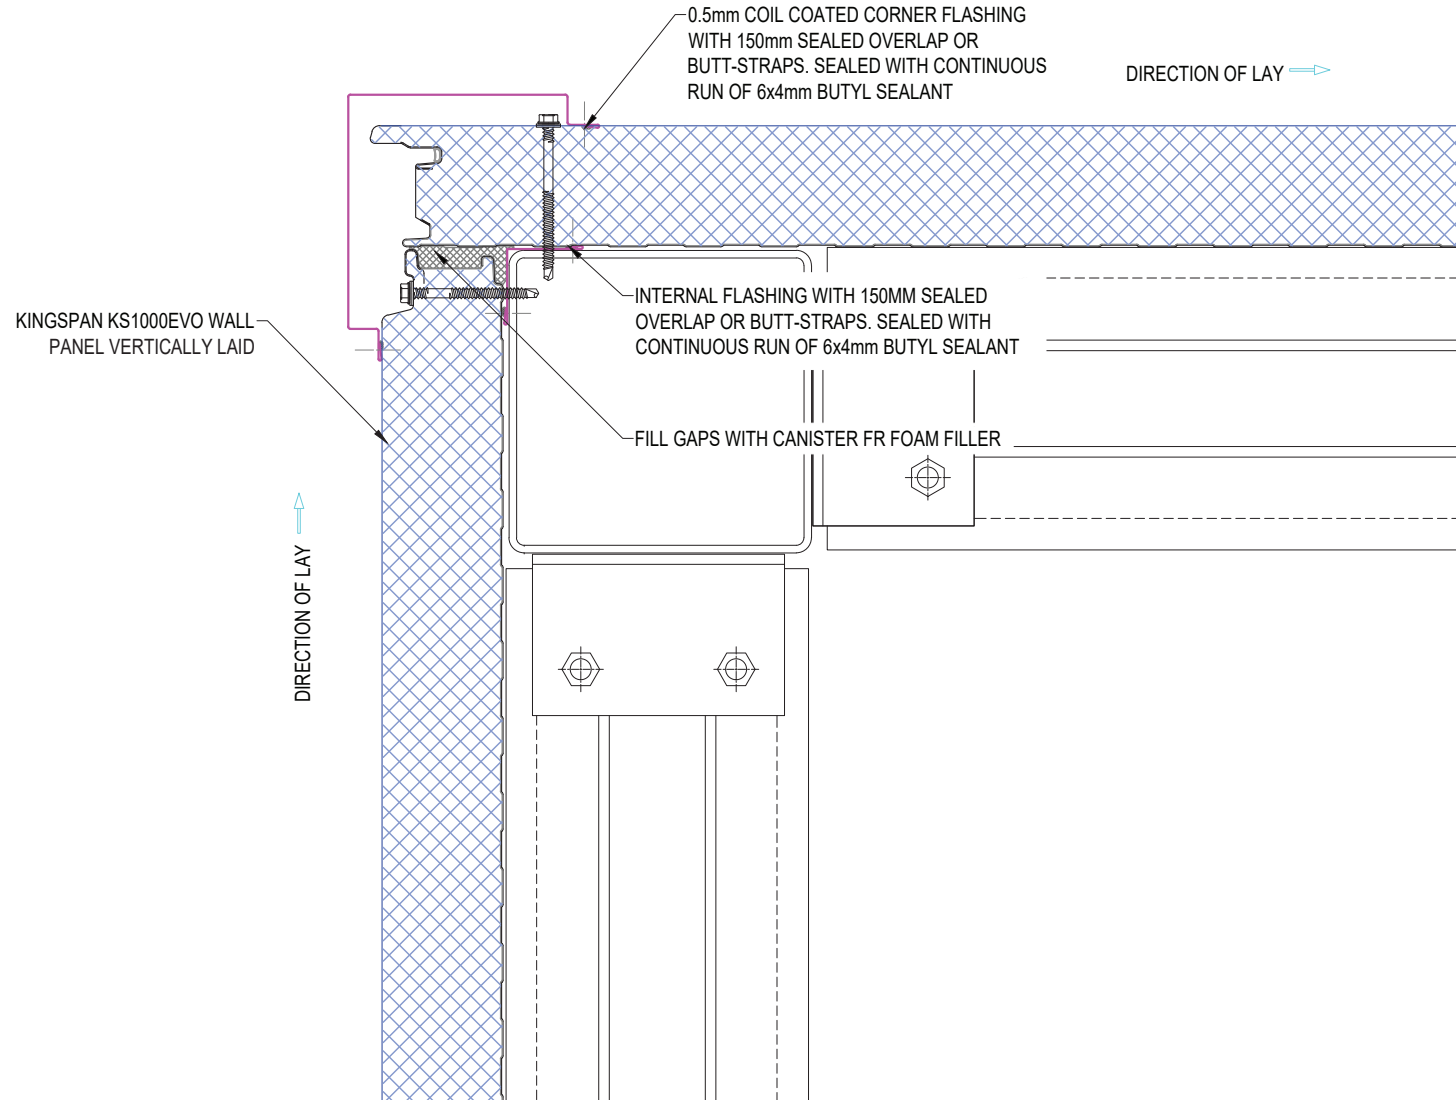 0.5mm COIL COATED CORNER FLASHING
WITH 150mm SEALED OVERLAP OR
BUTT-STRAPS. SEALED WITH CONTINUOUS
RUN OF 6x4mm BUTYL SEALANT
DIRECTION OF LAY
INTERNAL FLASHING WITH 150MM SEALED
OVERLAP OR BUTT-STRAPS. SEALED WITH
CONTINUOUS RUN OF 6x4mm BUTYL SEALANT
KINGSPAN KS1000EVO WALL
PANEL VERTICALLY LAID
FILL GAPS WITH CANISTER FR FOAM FILLER
DIRECTION OF LAY